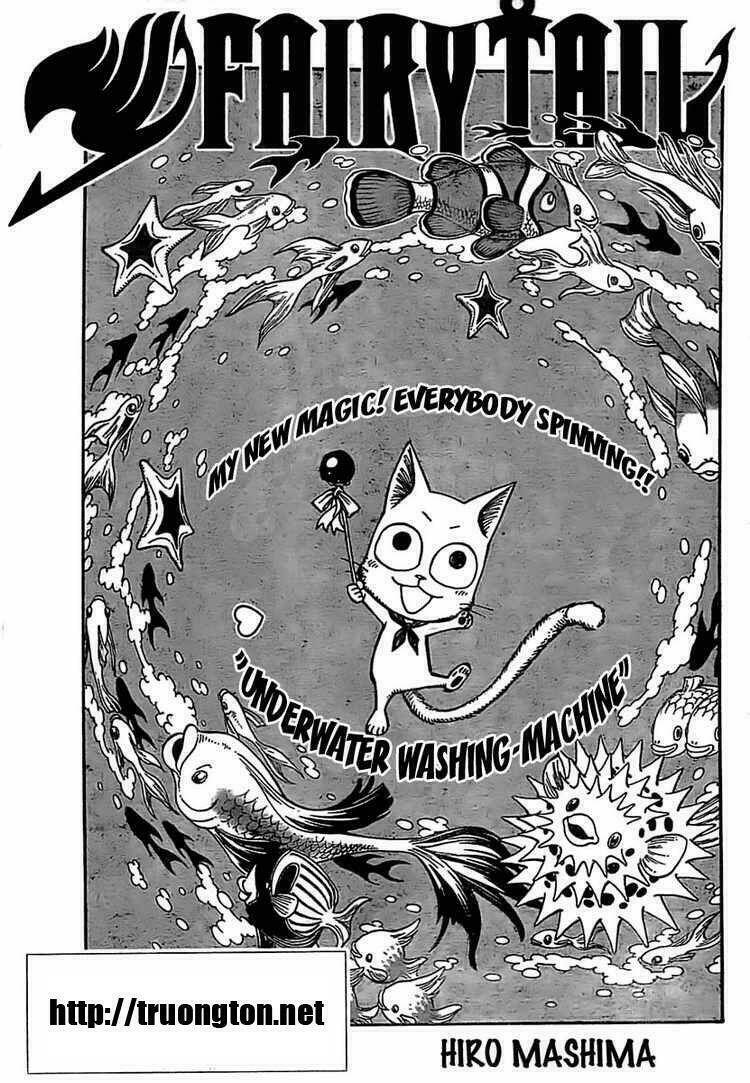 FAIRY TAIL
MY NEW MAGIC! EVERYBODY SPINNING!!
"UNDERWATER WASHING-MACHINE"
http://truongton.net
HIRO MASHIMA